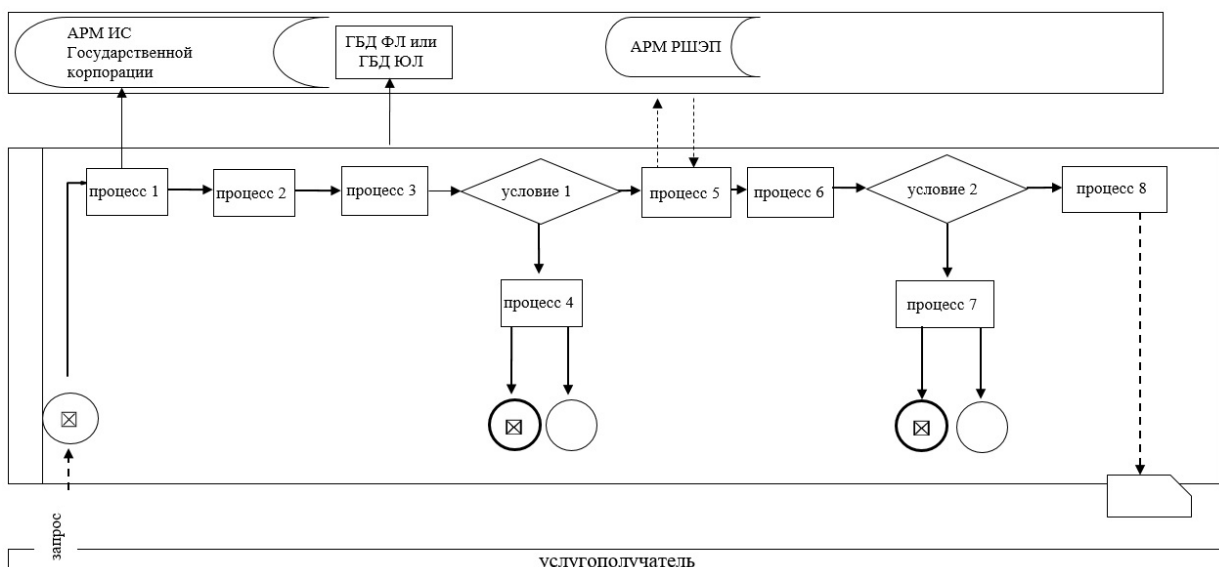 АРМ ИС
Государственной
корпорации
ГБД ФЛ или
ГБД ЮЛ
АРМ РШЭП
процесс 1
процесс 2
процесс 3
условие 1
процесс 5
процесс 6
условие 2
процесс 8
процесс 4
процесс 7
запрос
услугополучатель